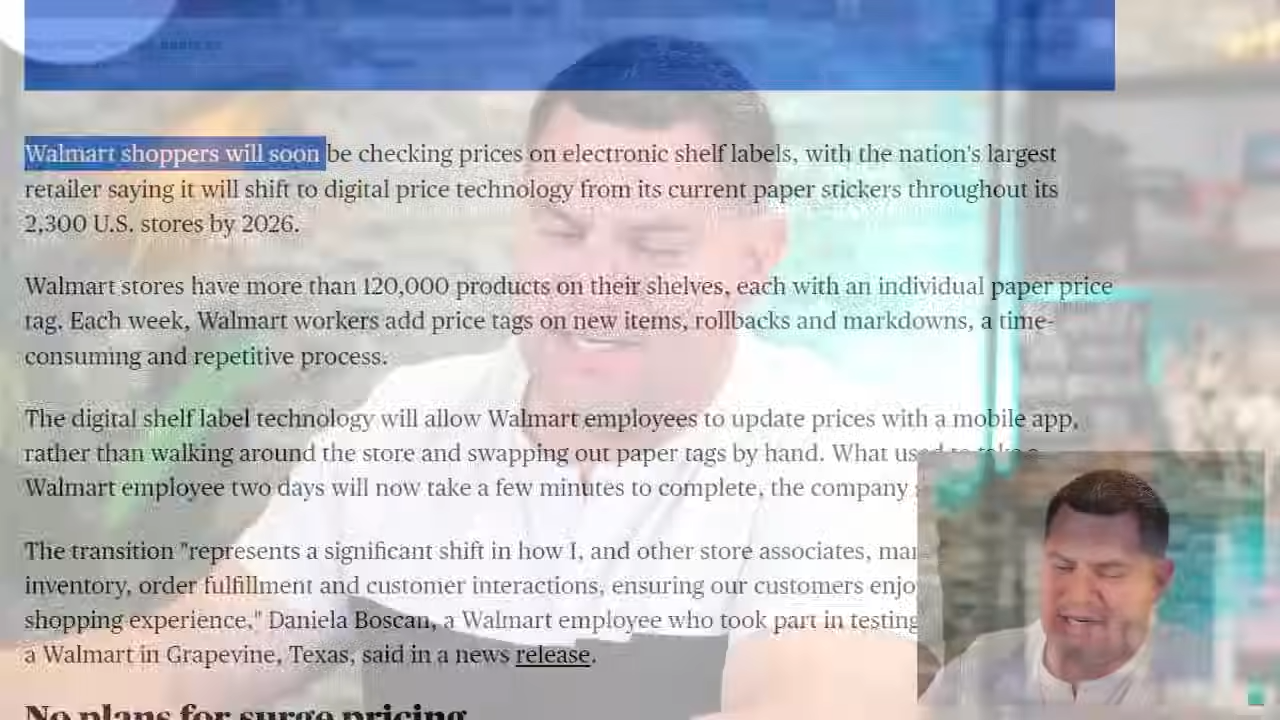 Walmart shoppers will soon be checking prices on electronic shelf labels, with the nation's largest
retailer saying it will shift to digital price technology from its current paper stickers throughout its
2,300 U.S. stores by 2026.
Walmart stores have more than 120,000 products on their shelves, each with an individual paper price
tag. Each week, Walmart workers add price tags on new items, rollbacks and markdowns, a time-
consuming and repetitive process.
The digital shelf label technology will allow Walmart employees to update prices with a mobile app,
rather than walking around the store and swapping out paper tags by hand. What used to take a
Walmart employee two days will now take a few minutes to complete, the company
The transition "represents a significant shift in how I, and other store associates,
inventory, order fulfillment and customer interactions, ensuring our customers
shopping experience," Daniela Boscan, a Walmart employee who took part in testing
a Walmart in Grapevine, Texas, said in a news release.
No plans for surge pricing